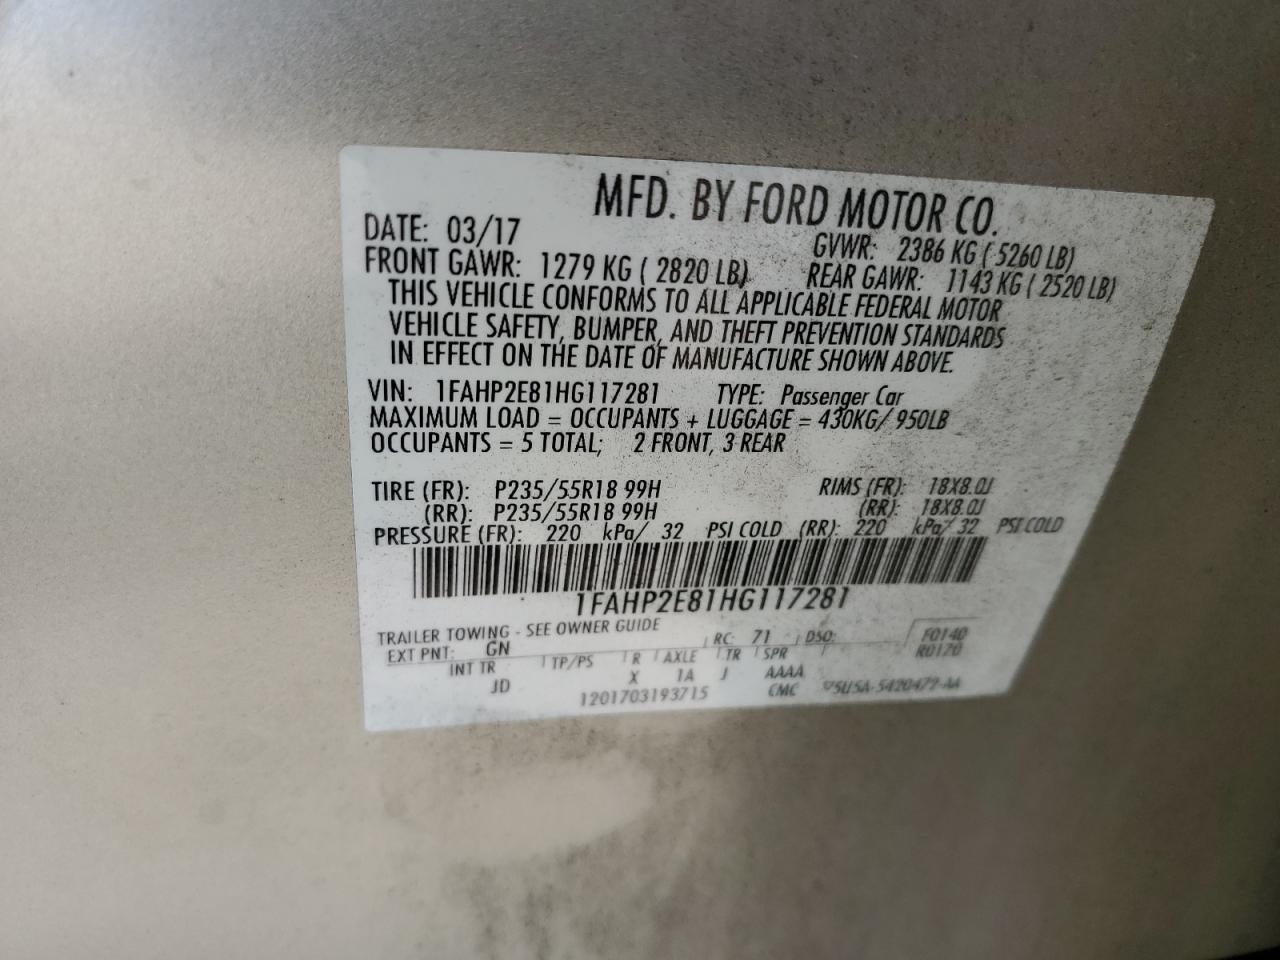 MFD. BY FORD MOTOR CO.
DATE: 03/17 GVWR: 2386 KG ( 5260 LB)
FRONT GAWR: 1279 KG ( 2820 LB) REAR GAWR: 1143 KG ( 2520 LB)
THIS VEHICLE CONFORMS TO ALL APPLICABLE FEDERAL MOTOR
VEHICLE SAFETY, BUMPER, AND THEFT PREVENTION STANDARDS
IN EFFECT ON THE DATE OF MANUFACTURE SHOWN ABOVE.
VIN: 1FAHP2E81HG117281 TYPE: Passenger Car
MAXIMUM LOAD = OCCUPANTS + LUGGAGE = 430KG/ 950LB
OCCUPANTS = 5 TOTAL; 2 FRONT, 3 REAR
TIRE (FR): P235/55R18 99H RIMS (FR): 18X8.0J
(RR): P235/55R18 99H (RR): 18X8.0J
PRESSURE (FR): 220 kPa/ 32 PSI COLD (RR): 220 kPa/ 32 PSI COLD
1FAHP2E81HG117281
TRAILER TOWING - SEE OWNER GUIDE
EXT PNT: GN RC: 71 DSO: F0140
R0120
INT TR TP/PS R AXLE TR SPR
JD X 1A J AAAA
1201703193715 CMC